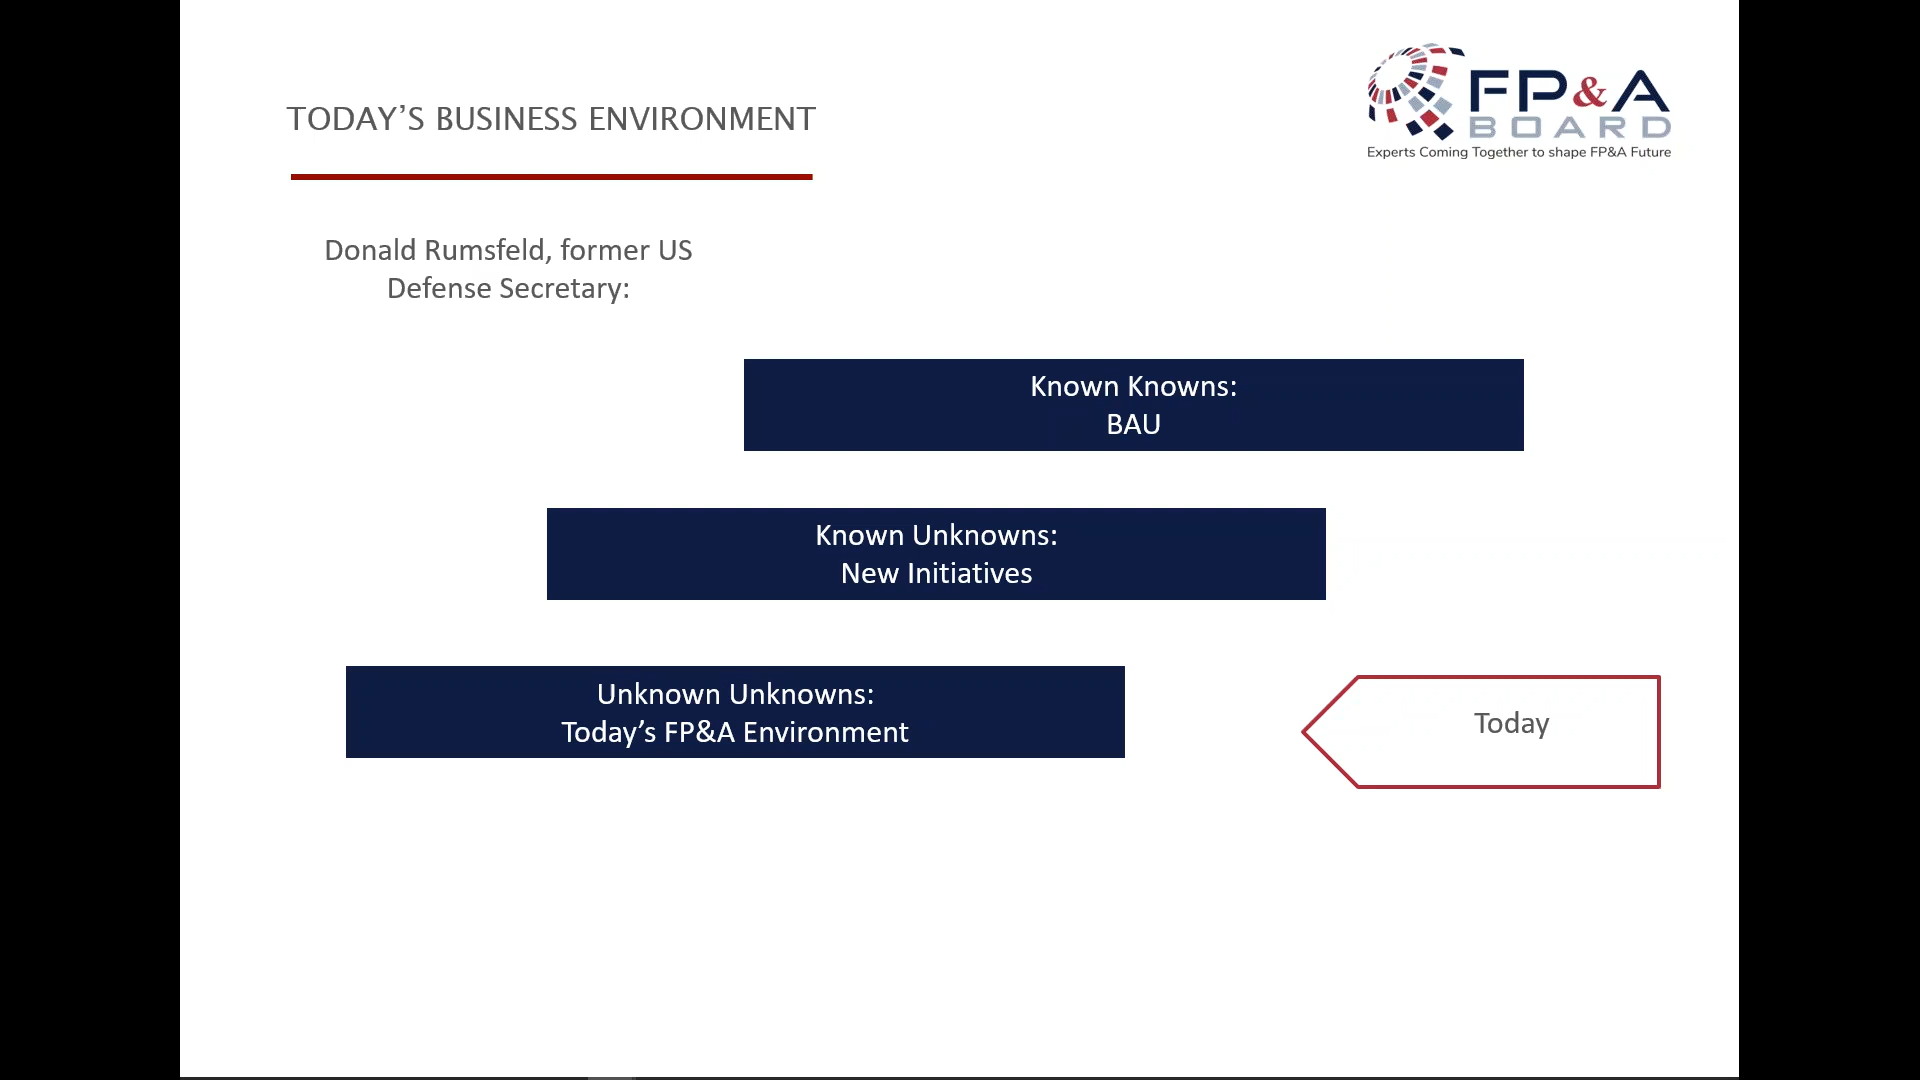 TODAY’S BUSINESS ENVIRONMENT
FP&A
BOARD
Experts Coming Together to shape FP&A Future
Donald Rumsfeld, former US
Defense Secretary:
Known Knowns:
BAU
Known Unknowns:
New Initiatives
Unknown Unknowns:
Today’s FP&A Environment
Today